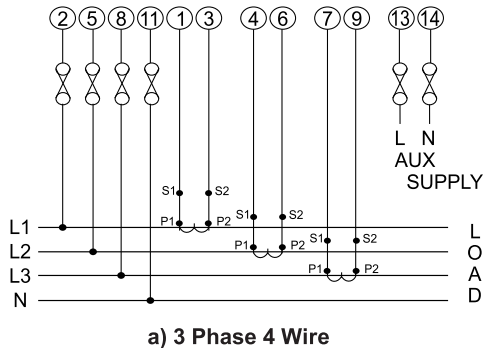 2 5 8 11 1 3 4 6 7 9 13 14
L N
AUX
SUPPLY
S1 S2
S1 S2
L1 P1 P2 L
S1 S2
L2 P1 P2 O
L3 P1 P2 A
N D
a) 3 Phase 4 Wire